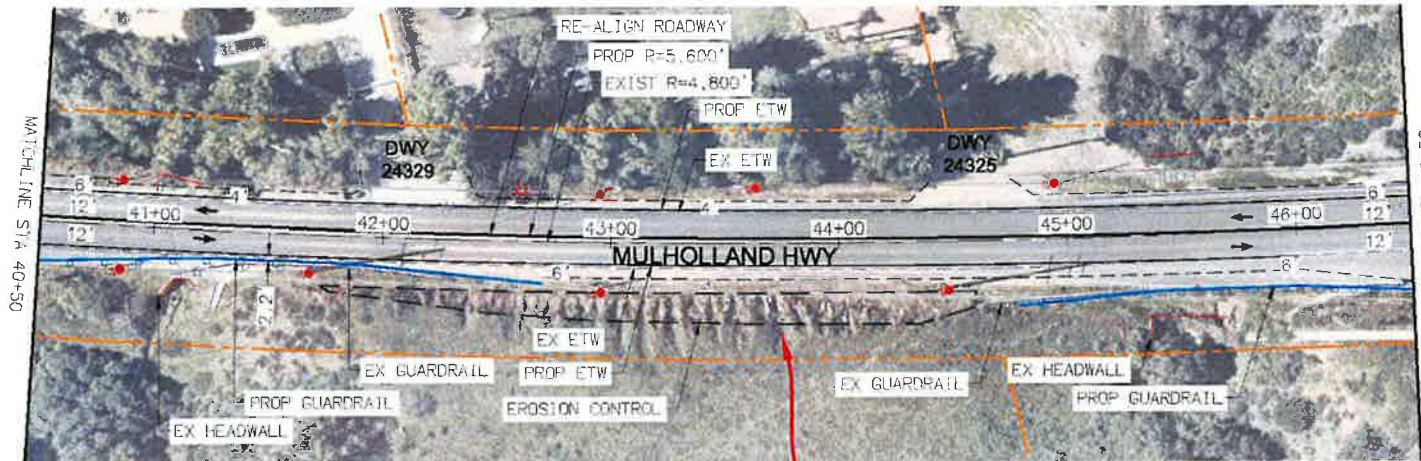 RE-ALIGN ROADWAY
PROP R=5,600'
EXIST R=4,800'
PROP ETW
EX ETW
DWY
24329
DWY
24325
MATCHLINE STA 40+50
6'
4'
4'
6'
12'
41+00
42+00
43+00
44+00
45+00
46+00
12'
12'
MULHOLLAND HWY
12'
6'
6'
2.2'
EX ETW
PROP ETW
EROSION CONTROL
EX GUARDRAIL
PROP GUARDRAIL
EX HEADWALL
EX GUARDRAIL
EX HEADWALL
PROP GUARDRAIL